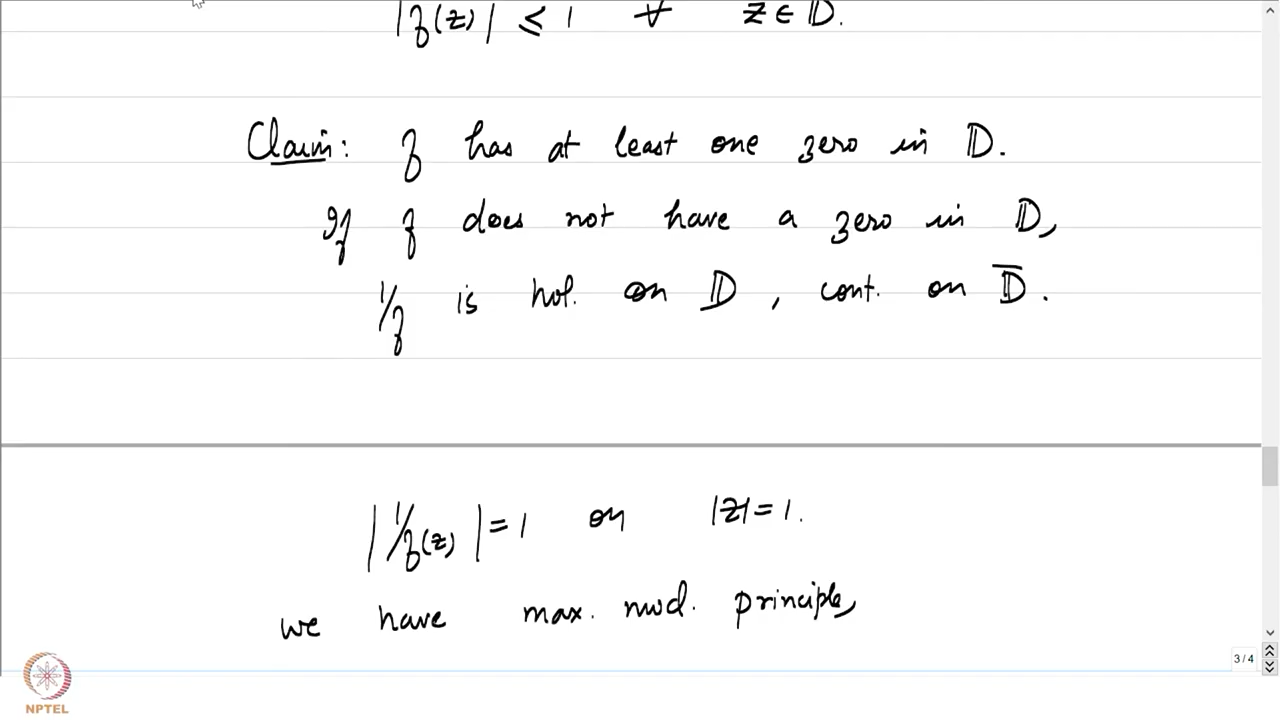 |f(z)| ≤ 1 ∀ z ∈ 𝔻.
Claim: f has at least one zero in 𝔻.
If f does not have a zero in 𝔻,
1/f is hol. on 𝔻, cont. on 𝔻̅.
|1/f(z)| = 1 on |z| = 1.
we have max. mod. principle,
3 / 4
NPTEL